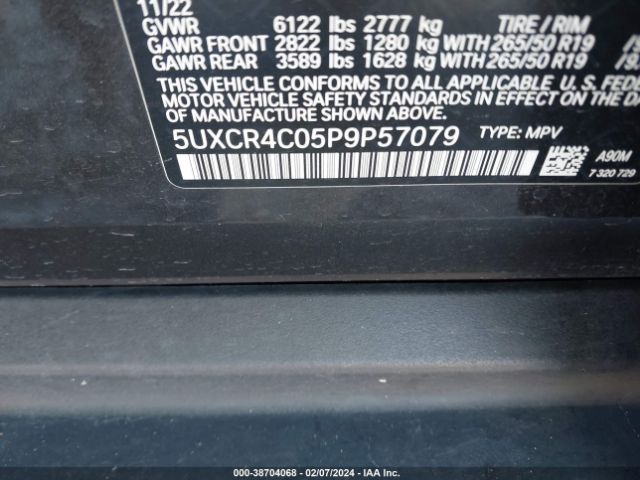 11/22
GVWR 6122 lbs 2777 kg TIRE / RIM
GAWR FRONT 2822 lbs 1280 kg WITH 265/50 R19
GAWR REAR 3589 lbs 1628 kg WITH 265/50 R19
THIS VEHICLE CONFORMS TO ALL APPLICABLE U.S. FEDE
MOTOR VEHICLE SAFETY STANDARDS IN EFFECT ON THE DA
OF MANUFACTURE SHOWN ABOVE.
5UXCR4C05P9P57079 TYPE: MPV
A90M
7 320 729
000-38704068 | 02/07/2024 | IAA Inc.